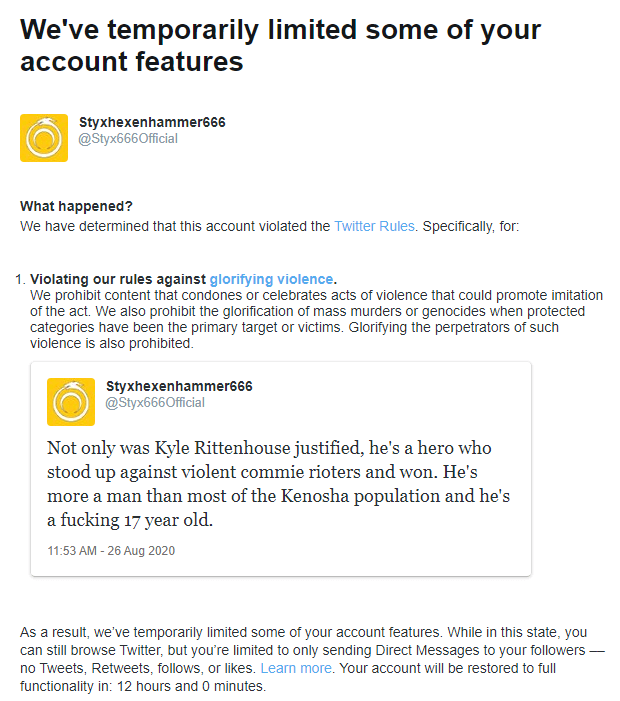 We've temporarily limited some of your
account features
Styxhexenhammer666
@Styx666Official
What happened?
We have determined that this account violated the Twitter Rules. Specifically, for:
1. Violating our rules against glorifying violence.
We prohibit content that condones or celebrates acts of violence that could promote imitation
of the act. We also prohibit the glorification of mass murders or genocides when protected
categories have been the primary target or victims. Glorifying the perpetrators of such
violence is also prohibited.
Styxhexenhammer666
@Styx666Official
Not only was Kyle Rittenhouse justified, he's a hero who
stood up against violent commie rioters and won. He's
more a man than most of the Kenosha population and he's
a fucking 17 year old.
11:53 AM - 26 Aug 2020
As a result, we've temporarily limited some of your account features. While in this state, you
can still browse Twitter, but you're limited to only sending Direct Messages to your followers —
no Tweets, Retweets, follows, or likes. Learn more. Your account will be restored to full
functionality in: 12 hours and 0 minutes.